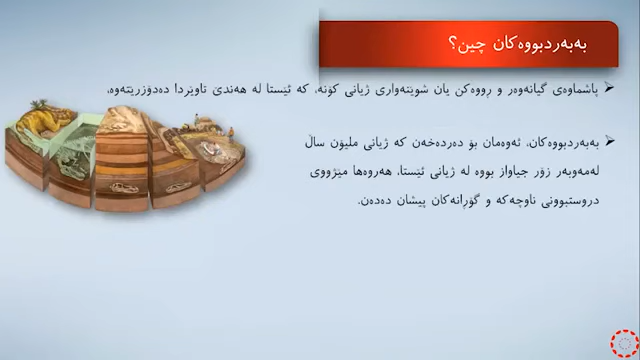 بەبەردبووەکان چین؟
پاشماوەی گیانەوەر و ڕووەکن یان شوێنەواری ژیانی کۆنە، کە ئێستا لە هەندێ تاوێردا دەدۆزرێتەوە،
بەبەردبووەکان، ئەوەمان بۆ دەردەخەن کە ژیانی ملیۆن ساڵ
لەمەوبەر زۆر جیاواز بووە لە ژیانی ئێستا، هەروەها مێژووی
دروستبوونی ناوچەکە و گۆڕانەکان پیشان دەدەن.